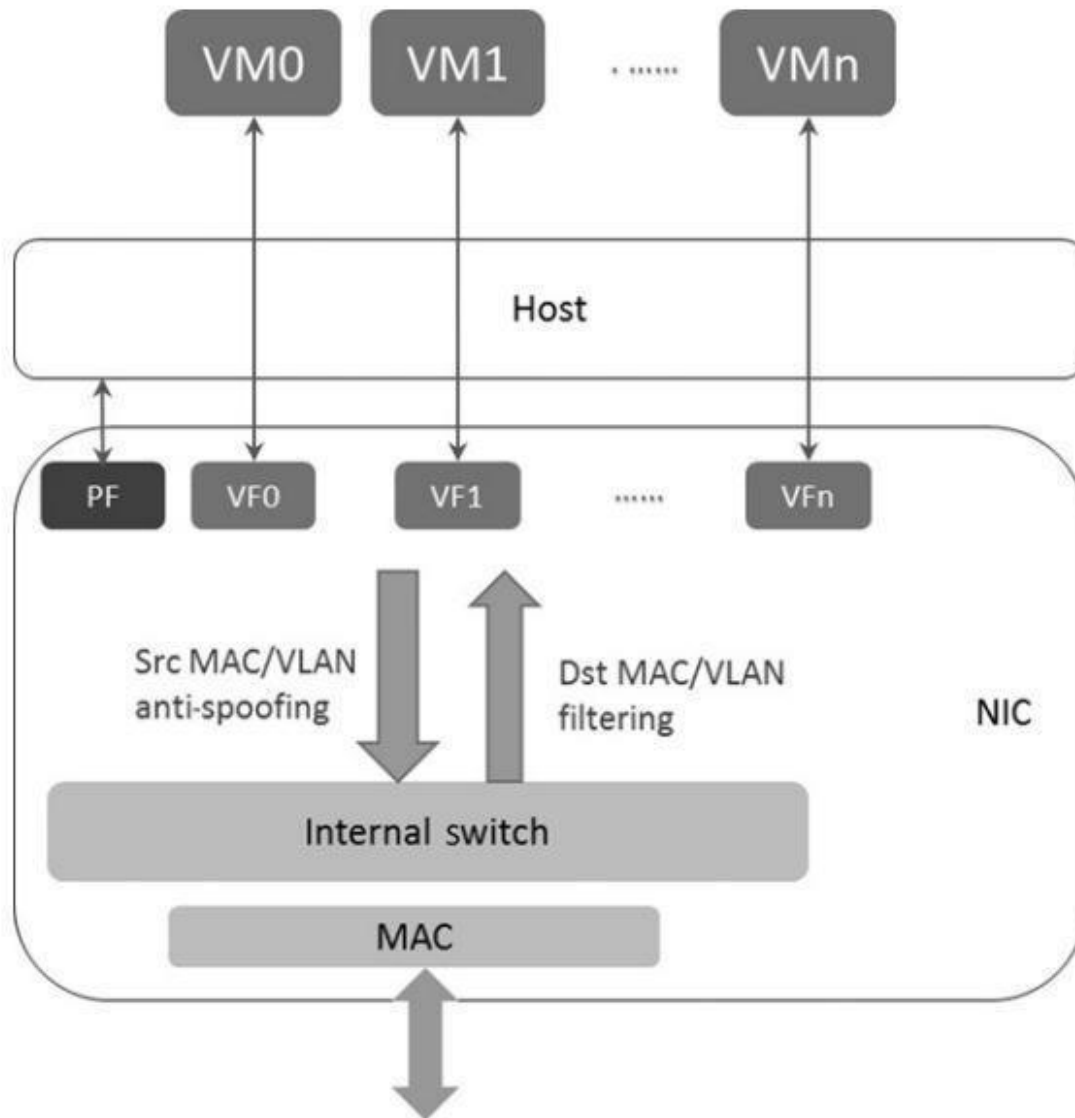 VM0 VM1 . ...... VMn
Host
PF VF0 VF1 ...... VFn
Src MAC/VLAN
anti-spoofing
Dst MAC/VLAN
filtering
NIC
Internal switch
MAC